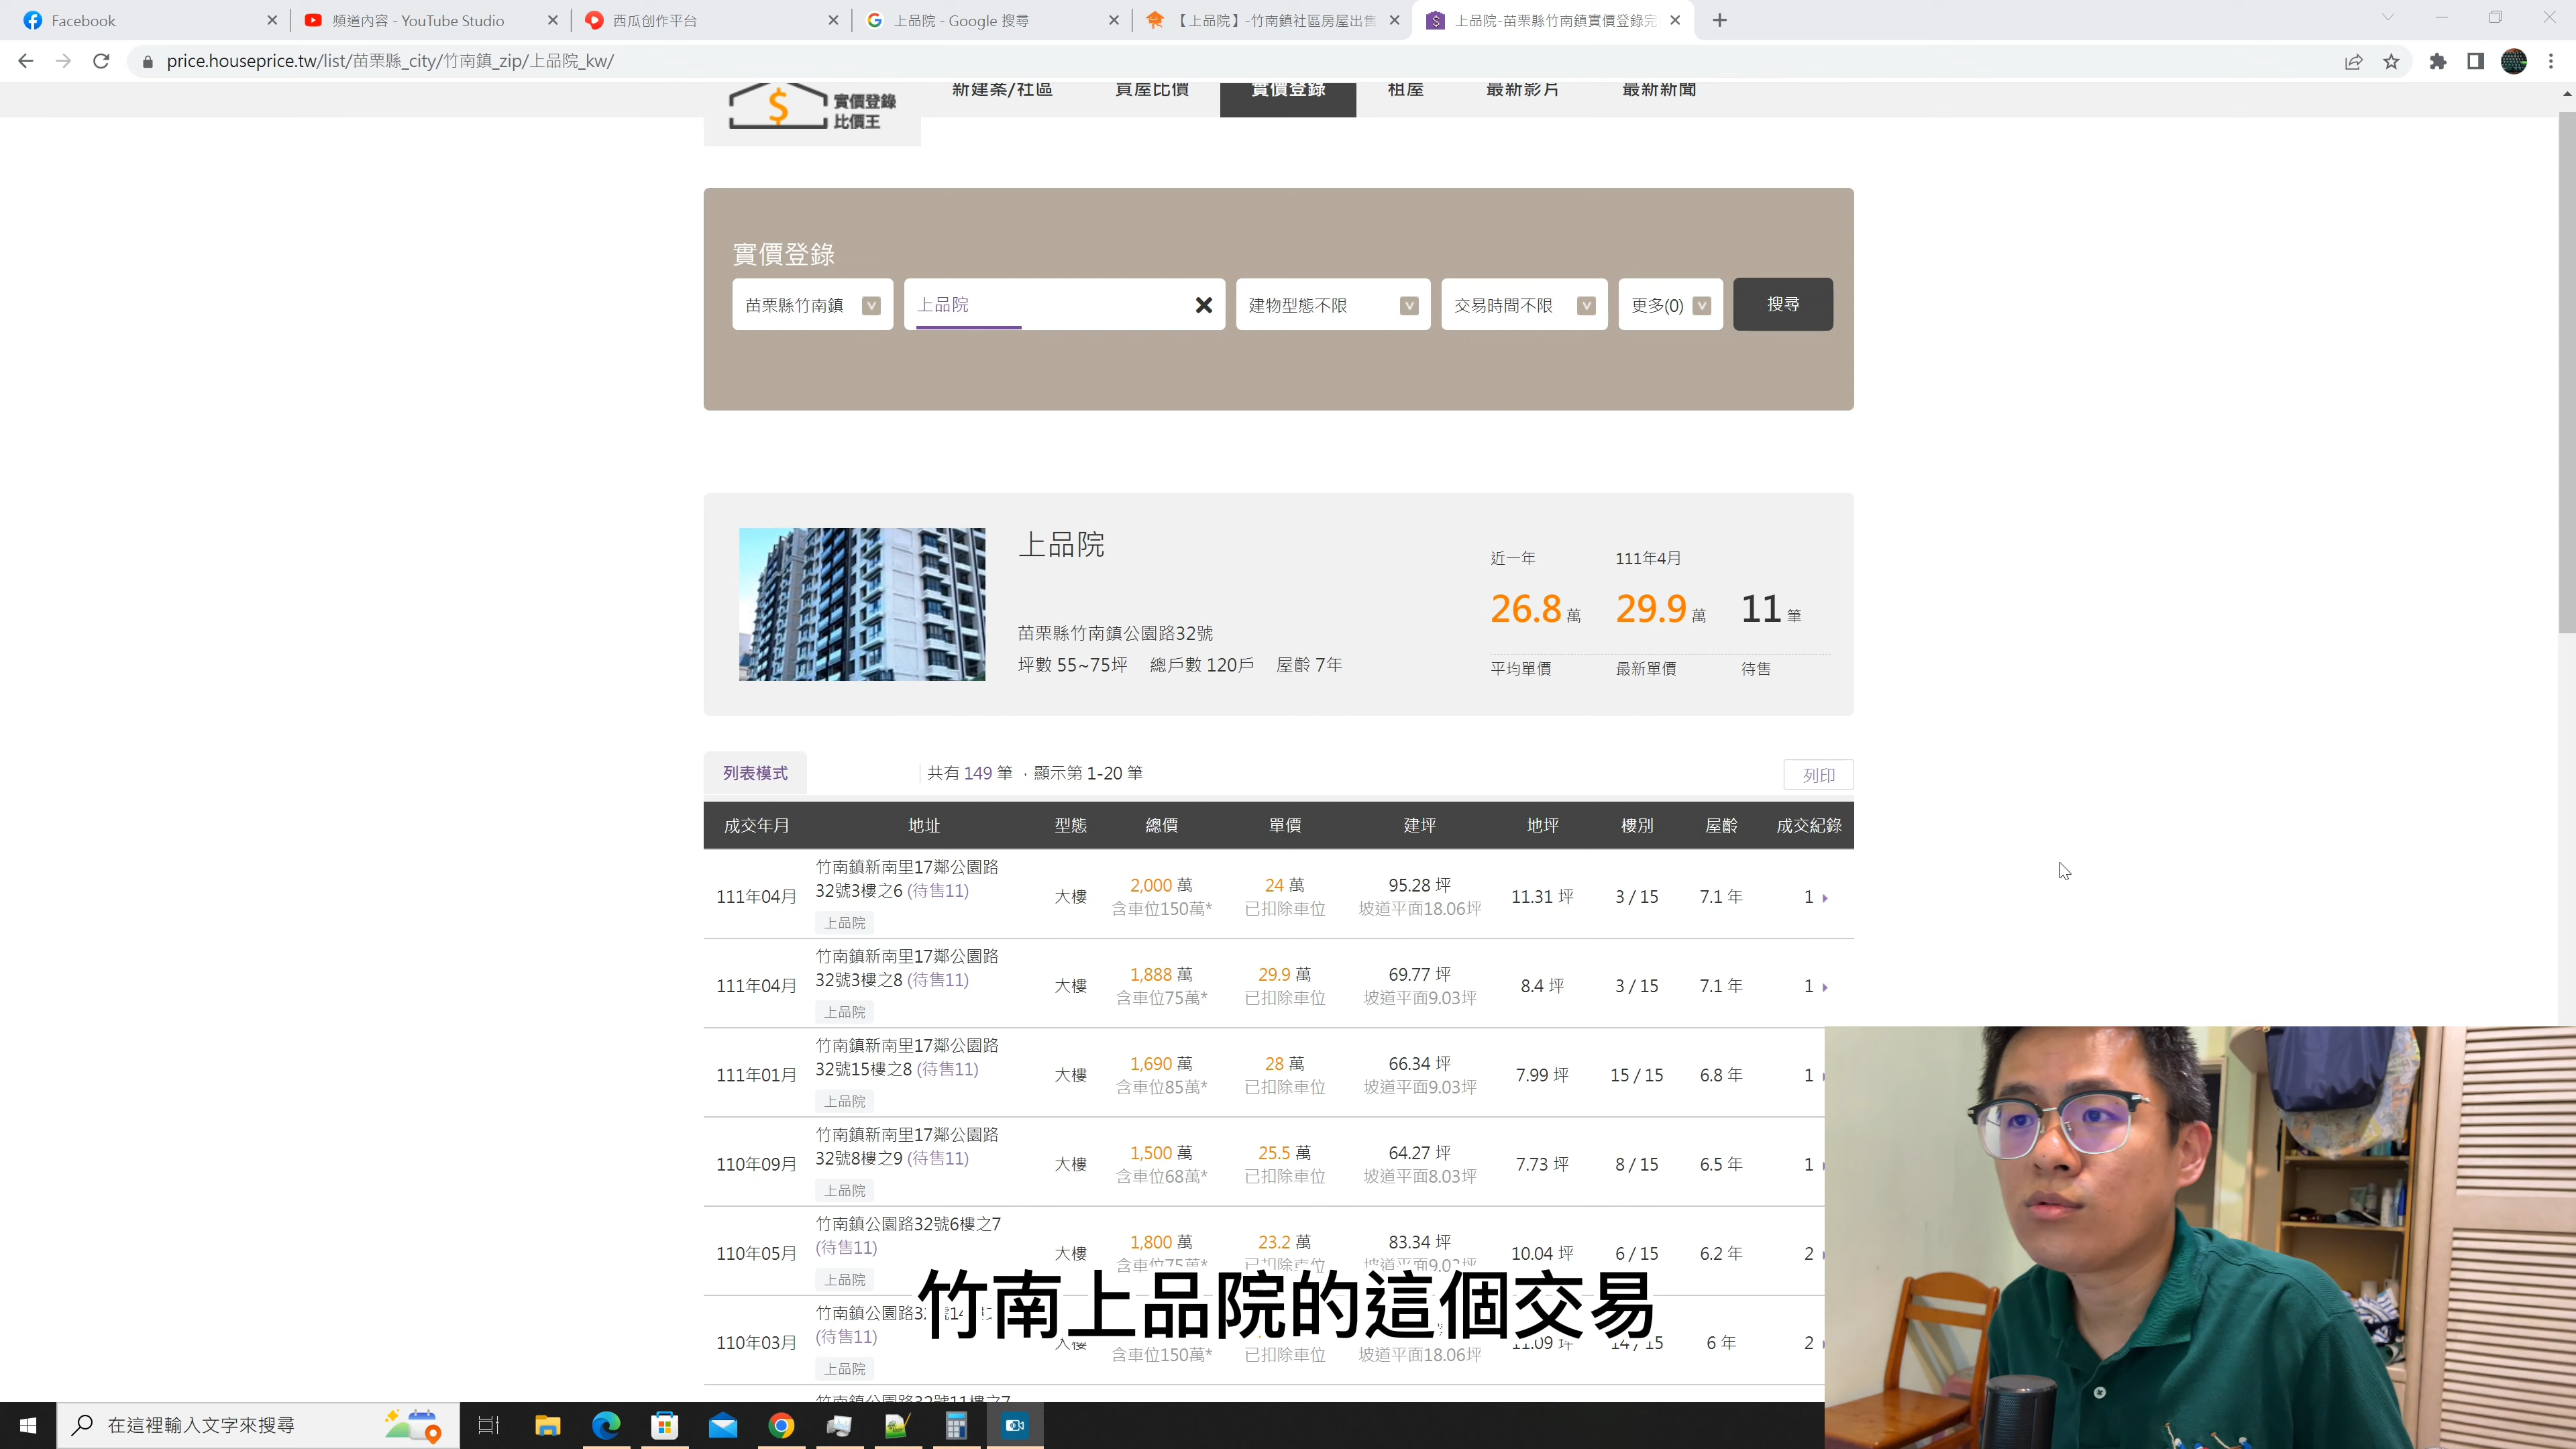 Facebook
頻道內容 - YouTube Studio
西瓜创作平台
上品院 - Google 搜尋
【上品院】-竹南鎮社區房屋出售
上品院-苗栗縣竹南鎮實價登錄完
price.houseprice.tw/list/苗栗縣_city/竹南鎮_zip/上品院_kw/
實價登錄
比價王
新建案/社區
買屋比價
實價登錄
租屋
最新影片
最新新聞
實價登錄
苗栗縣竹南鎮
上品院
建物型態不限
交易時間不限
更多(0)
搜尋
上品院
苗栗縣竹南鎮公園路32號
坪數 55~75坪 總戶數 120戶 屋齡 7年
近一年 111年4月
26.8 萬 29.9 萬 11 筆
平均單價 最新單價 待售
列表模式
共有 149 筆 ，顯示第 1-20 筆
列印
成交年月 地址 型態 總價 單價 建坪 地坪 樓別 屋齡 成交紀錄
竹南鎮新南里17鄰公園路
32號3樓之6 (待售11)
上品院
111年04月 大樓 2,000 萬 24 萬 95.28 坪 11.31 坪 3 / 15 7.1 年 1
含車位150萬* 已扣除車位 坡道平面18.06坪
竹南鎮新南里17鄰公園路
32號3樓之8 (待售11)
上品院
111年04月 大樓 1,888 萬 29.9 萬 69.77 坪 8.4 坪 3 / 15 7.1 年 1
含車位75萬* 已扣除車位 坡道平面9.03坪
竹南鎮新南里17鄰公園路
32號15樓之8 (待售11)
上品院
111年01月 大樓 1,690 萬 28 萬 66.34 坪 7.99 坪 15 / 15 6.8 年 1
含車位85萬* 已扣除車位 坡道平面9.03坪
竹南鎮新南里17鄰公園路
32號8樓之9 (待售11)
上品院
110年09月 大樓 1,500 萬 25.5 萬 64.27 坪 7.73 坪 8 / 15 6.5 年 1
含車位68萬* 已扣除車位 坡道平面8.03坪
竹南鎮公園路32號6樓之7
(待售11)
上品院
110年05月 大樓 1,800 萬 23.2 萬 83.34 坪 10.04 坪 6 / 15 6.2 年 2
含車位75萬*
竹南鎮公園路
(待售11)
上品院
110年03月 11.09 坪 14 / 15 6 年 2
含車位150萬* 已扣除車位 坡道平面18.06坪
竹南鎮公園路32號11樓之7
竹南上品院的這個交易
在這裡輸入文字來搜尋